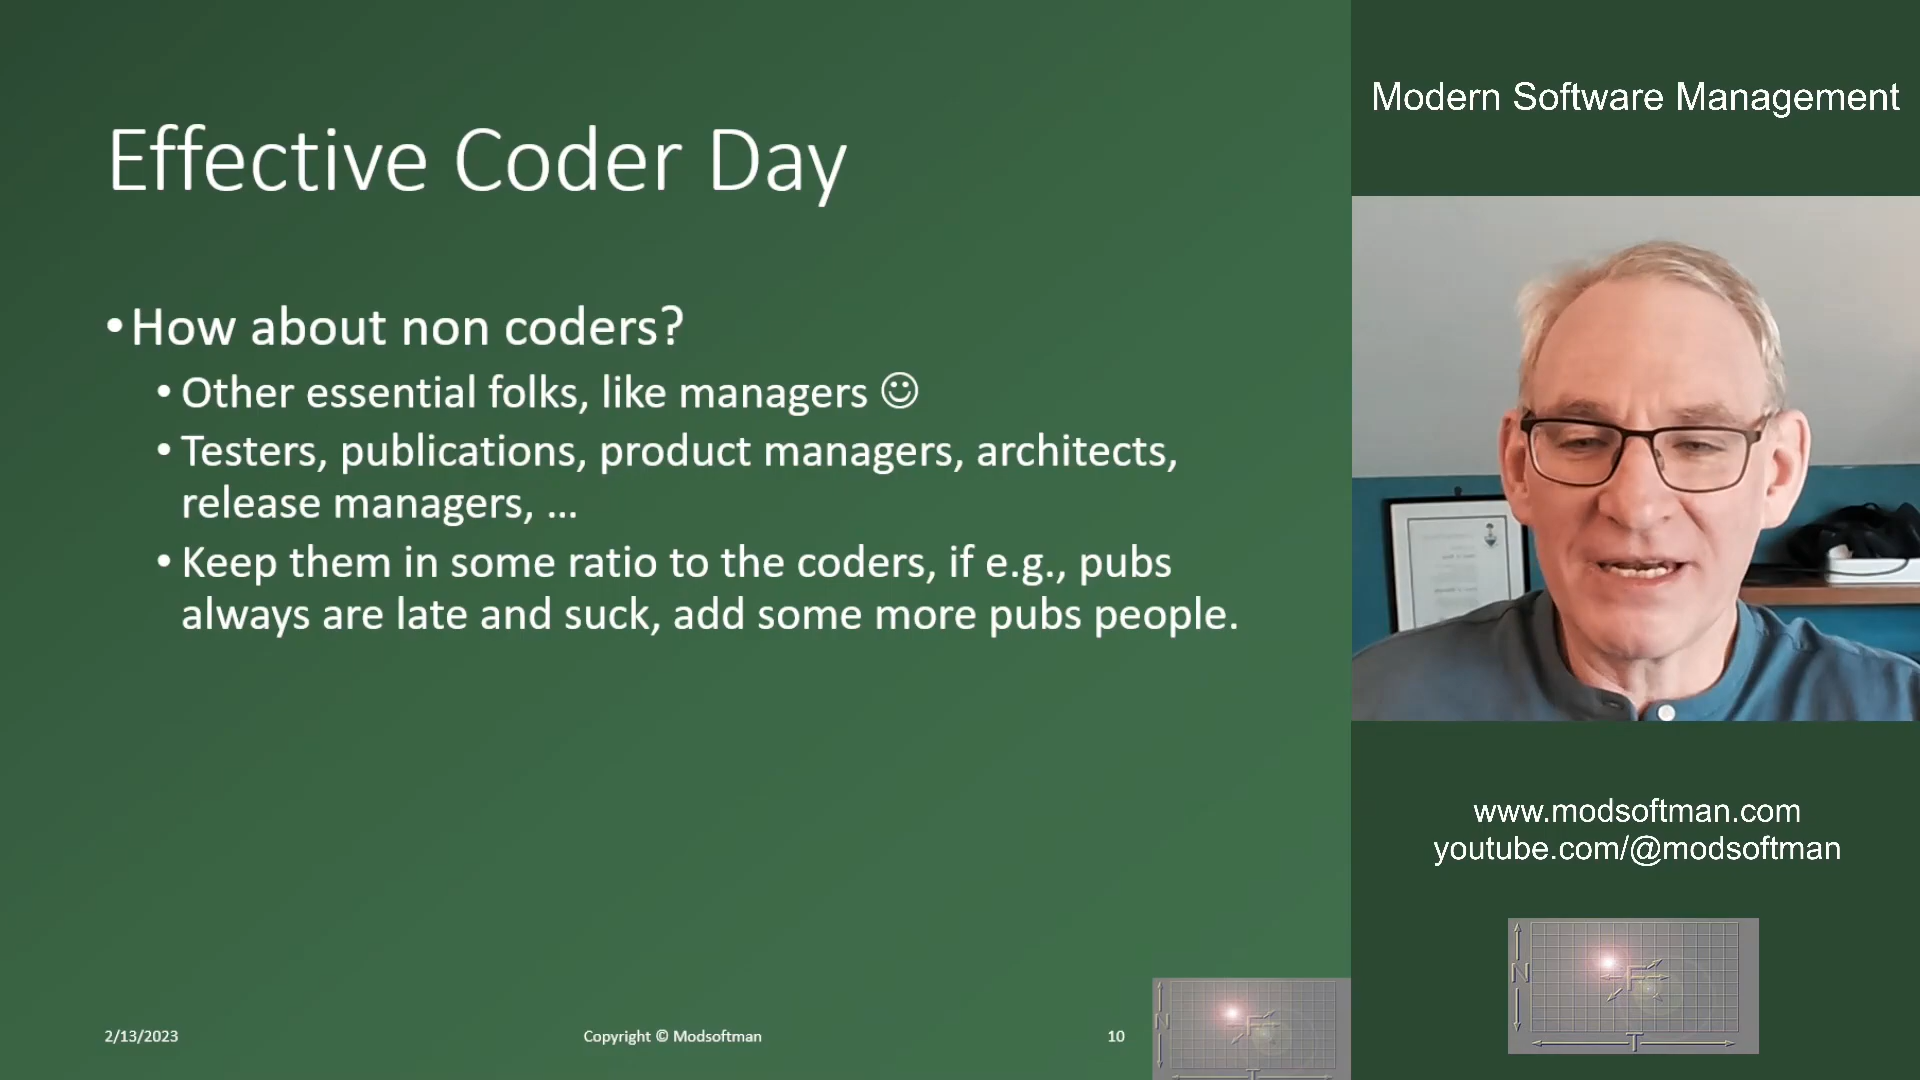 Effective Coder Day
•How about non coders?
•Other essential folks, like managers ☺
•Testers, publications, product managers, architects,
release managers, …
•Keep them in some ratio to the coders, if e.g., pubs
always are late and suck, add some more pubs people.
2/13/2023
Copyright © Modsoftman
10
N
F
T
Modern Software Management
www.modsoftman.com
youtube.com/@modsoftman
N
F
T